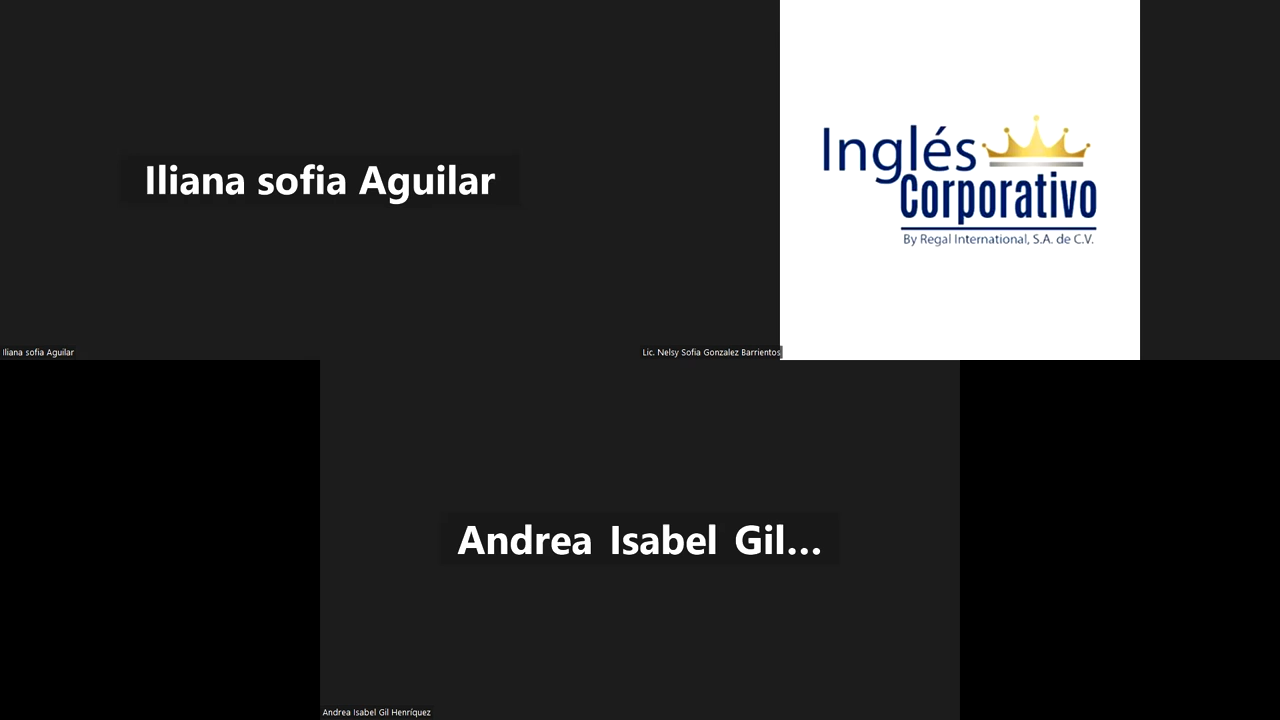 Iliana sofia Aguilar
Inglés
Corporativo
By Regal International, S.A. de C.V.
Iliana sofia Aguilar
Lic. Nelsy Sofia Gonzalez Barrientos
Andrea Isabel Gil...
Andrea Isabel Gil Henríquez